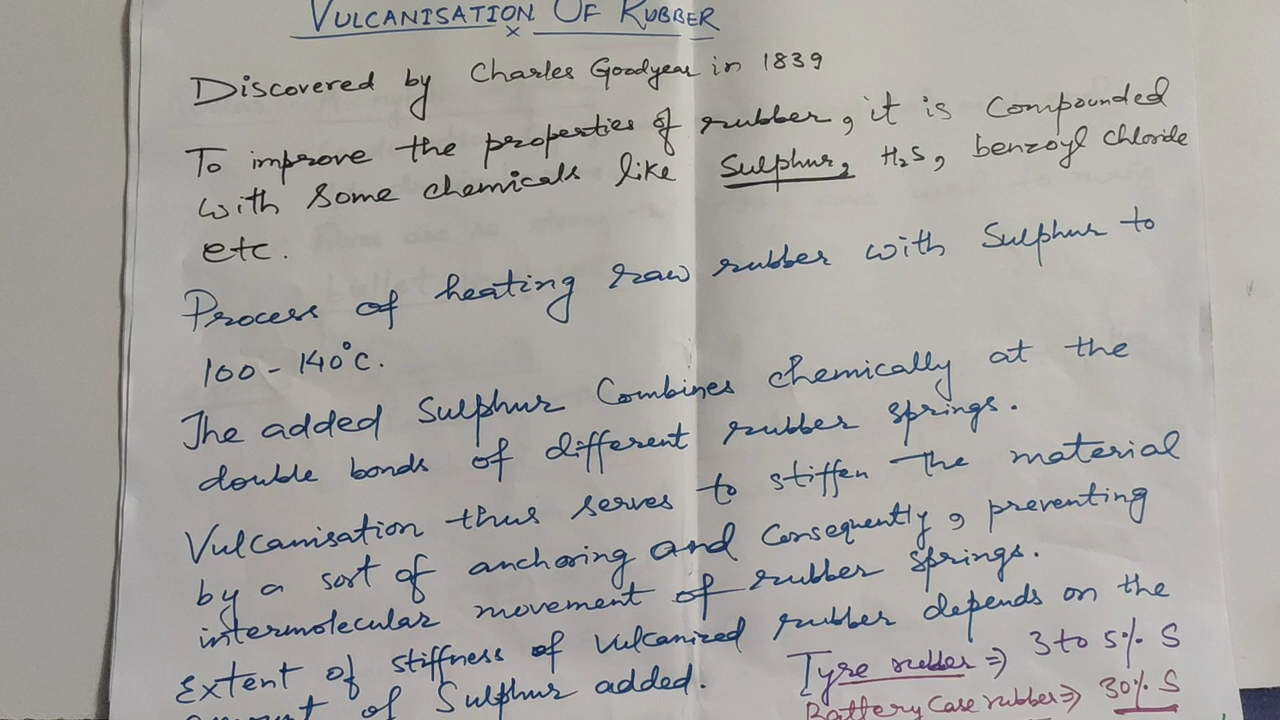 VULCANISATION OF RUBBER
x
Discovered by Charles Goodyear in 1839
To improve the properties of rubber, it is Compounded
with some chemicals like Sulphur, H₂S, benzoyl chloride
etc.
Process of heating raw rubber with Sulphur to
100 - 140°C.
The added Sulphur Combines chemically at the
double bonds of different rubber springs.
Vulcanisation thus serves to stiffen the material
by a sort of anchoring and Consequently, preventing
intermolecular movement of rubber springs.
Extent of stiffness of vulcanized rubber depends on the
Amount of Sulphur added.
Tyre rubber ⇒ 3 to 5% S
Battery Case rubber ⇒ 30% S